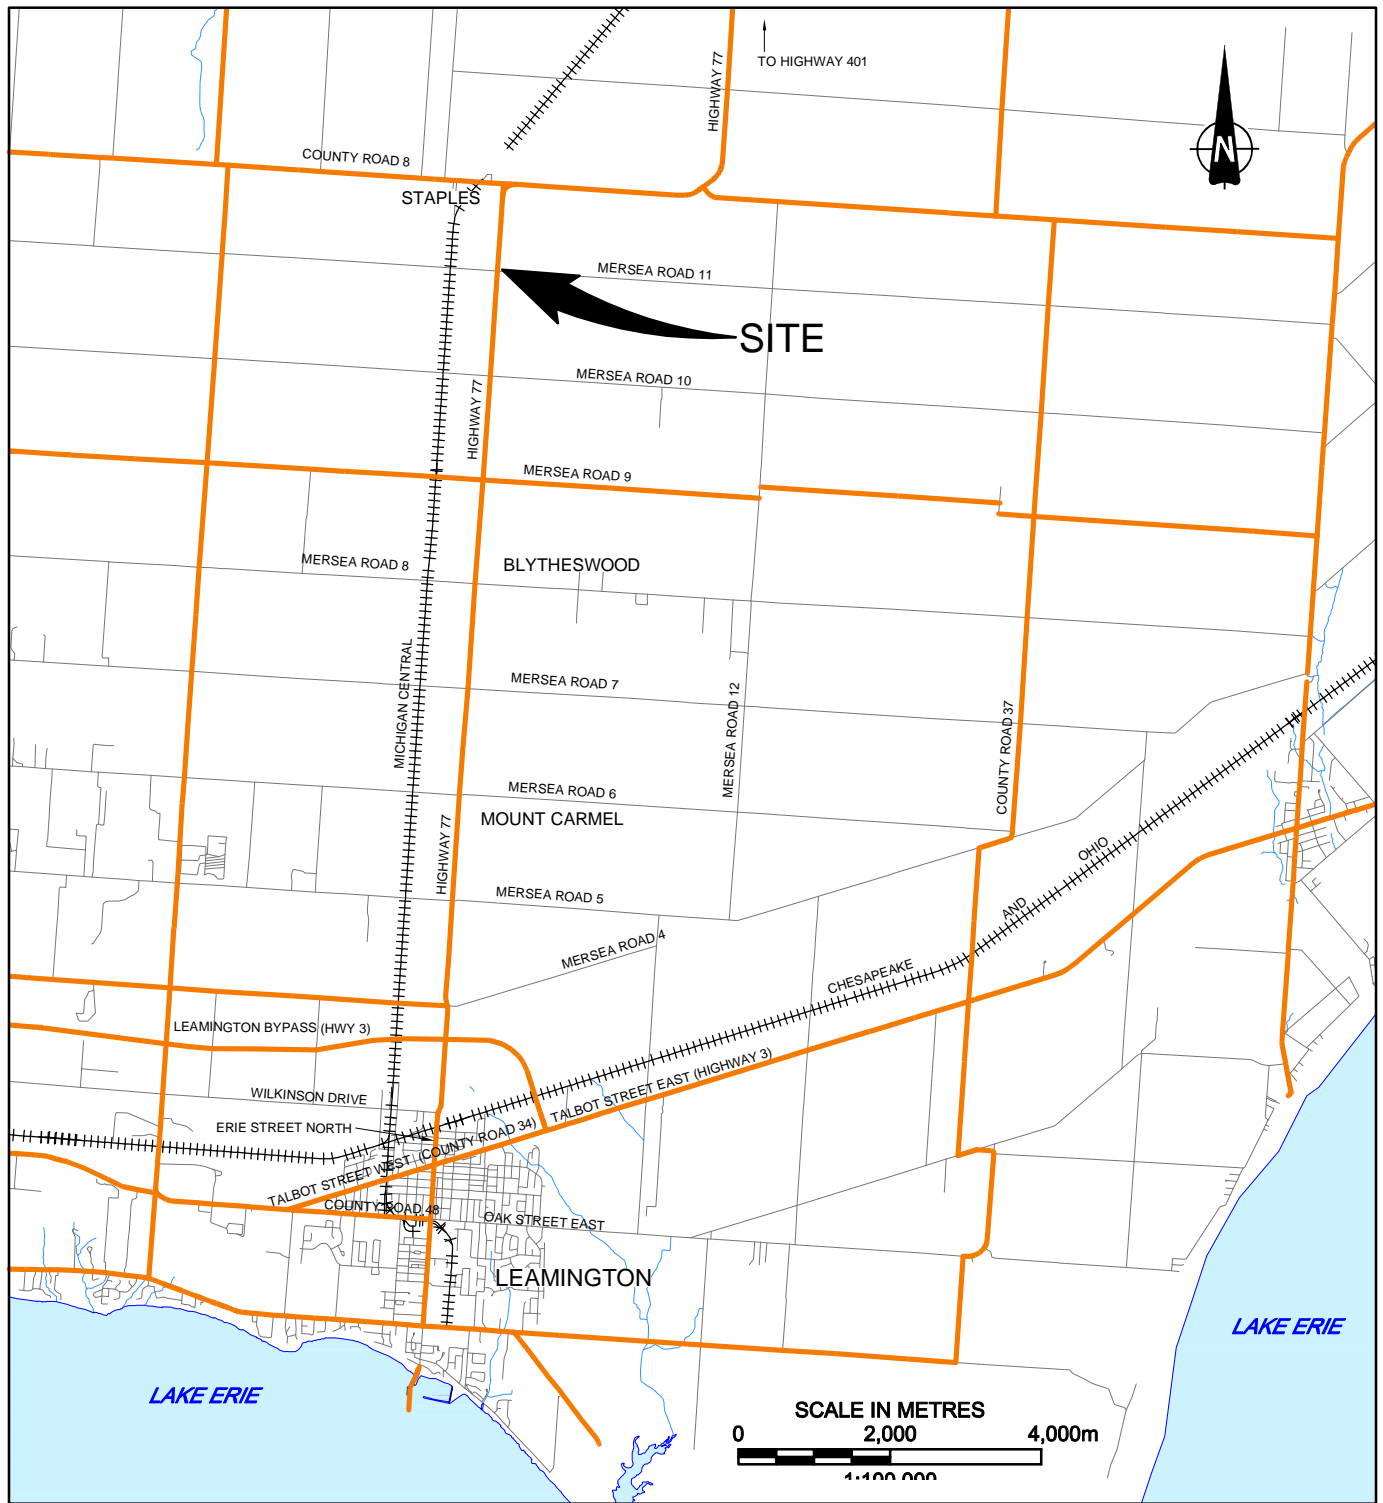 TO HIGHWAY 401
HIGHWAY 77
N
COUNTY ROAD 8
STAPLES
MERSEA ROAD 11
SITE
MERSEA ROAD 10
HIGHWAY 77
MERSEA ROAD 9
MERSEA ROAD 8
BLYTHESWOOD
MICHIGAN CENTRAL
MERSEA ROAD 7
MERSEA ROAD 12
COUNTY ROAD 37
MERSEA ROAD 6
MOUNT CARMEL
HIGHWAY 77
OHIO
MERSEA ROAD 5
AND
MERSEA ROAD 4
CHESAPEAKE
LEAMINGTON BYPASS (HWY 3)
TALBOT STREET EAST (HIGHWAY 3)
WILKINSON DRIVE
ERIE STREET NORTH
TALBOT STREET WEST (COUNTY ROAD 34)
COUNTY ROAD 48
OAK STREET EAST
LEAMINGTON
LAKE ERIE
LAKE ERIE
SCALE IN METRES
0 2,000 4,000m
1:100,000